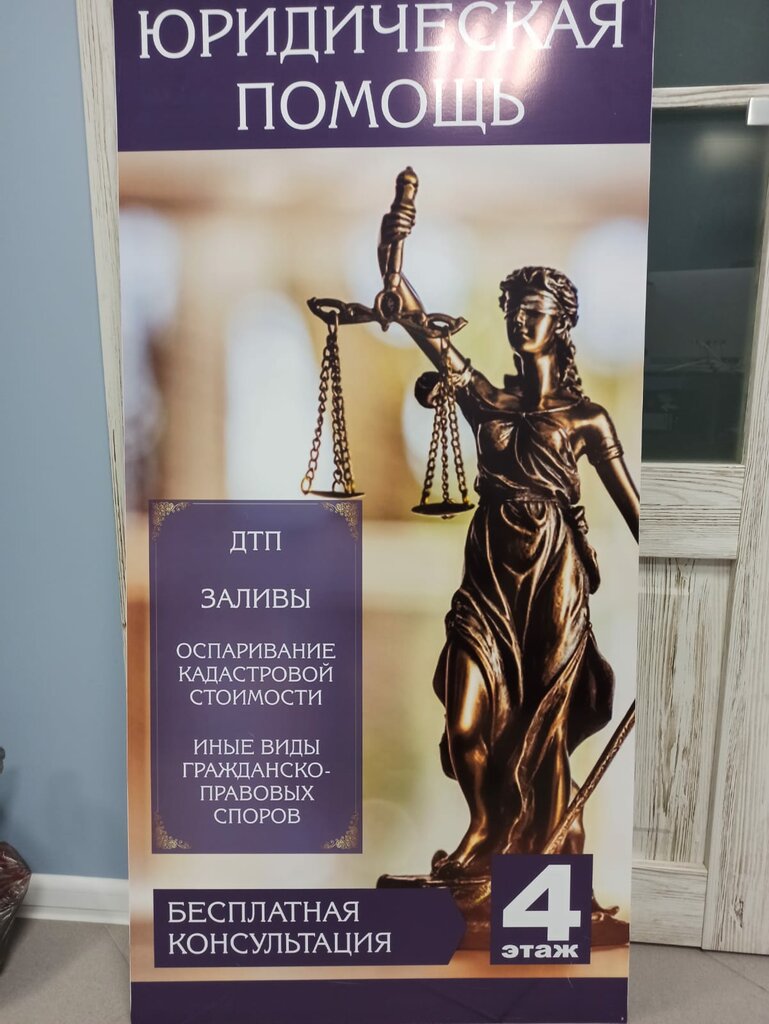 ЮРИДИЧЕСКАЯ
ПОМОЩЬ
ДТП
ЗАЛИВЫ
ОСПАРИВАНИЕ
КАДАСТРОВОЙ
СТОИМОСТИ
ИНЫЕ ВИДЫ
ГРАЖДАНСКО-
ПРАВОВЫХ
СПОРОВ
БЕСПЛАТНАЯ
КОНСУЛЬТАЦИЯ
4
этаж